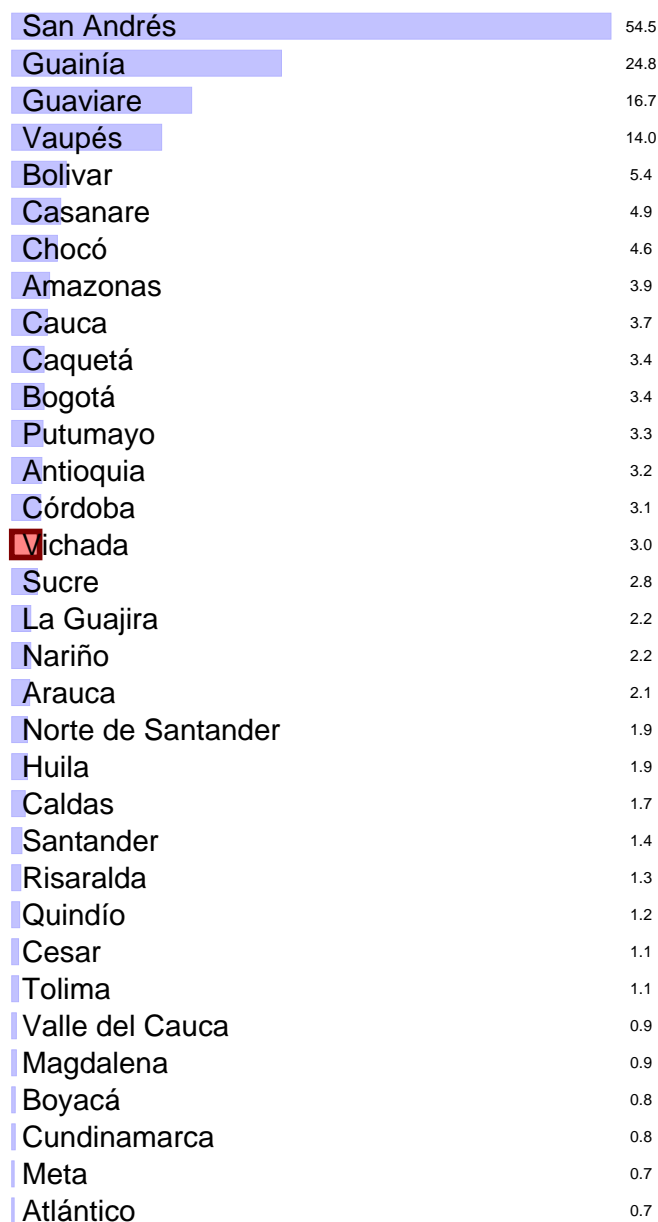 San Andrés 54.5
Guainía 24.8
Guaviare 16.7
Vaupés 14.0
Bolivar 5.4
Casanare 4.9
Chocó 4.6
Amazonas 3.9
Cauca 3.7
Caquetá 3.4
Bogotá 3.4
Putumayo 3.3
Antioquia 3.2
Córdoba 3.1
Vichada 3.0
Sucre 2.8
La Guajira 2.2
Nariño 2.2
Arauca 2.1
Norte de Santander 1.9
Huila 1.9
Caldas 1.7
Santander 1.4
Risaralda 1.3
Quindío 1.2
Cesar 1.1
Tolima 1.1
Valle del Cauca 0.9
Magdalena 0.9
Boyacá 0.8
Cundinamarca 0.8
Meta 0.7
Atlántico 0.7